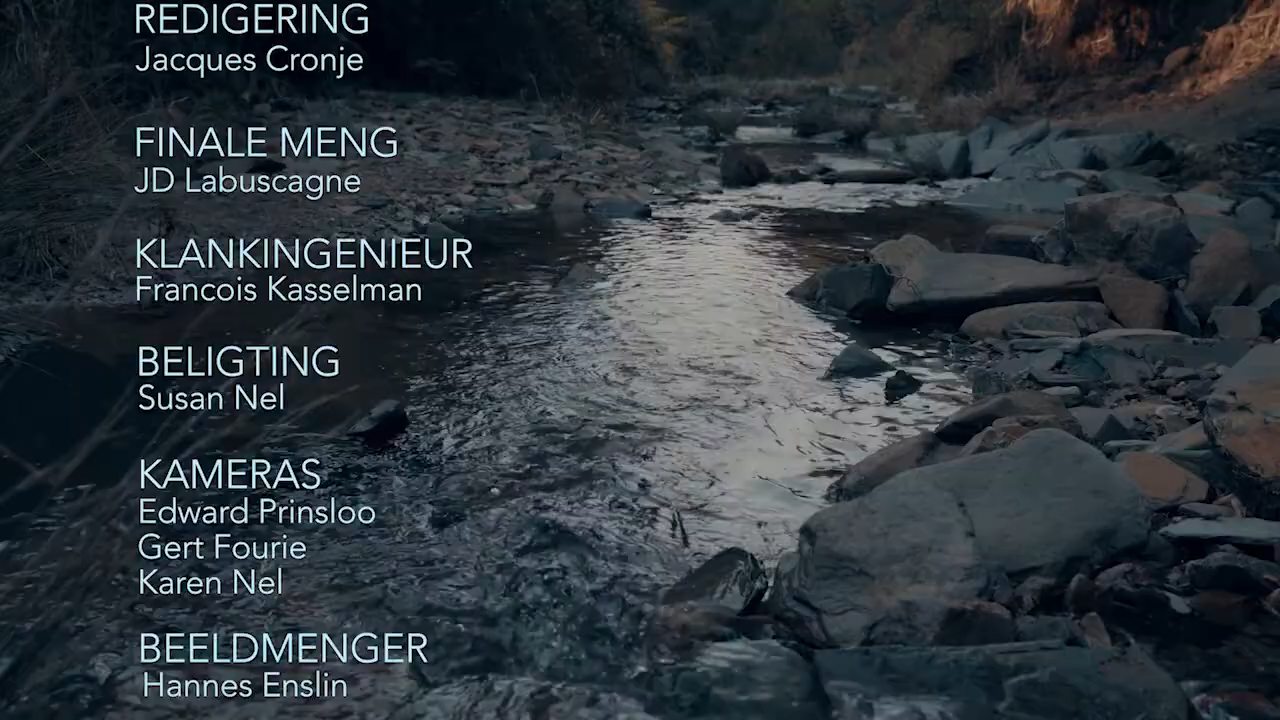 REDIGERING
Jacques Cronje
FINALE MENG
JD Labuscagne
KLANKINGENIEUR
Francois Kasselman
BELIGTING
Susan Nel
KAMERAS
Edward Prinsloo
Gert Fourie
Karen Nel
BEELDMENGER
Hannes Enslin